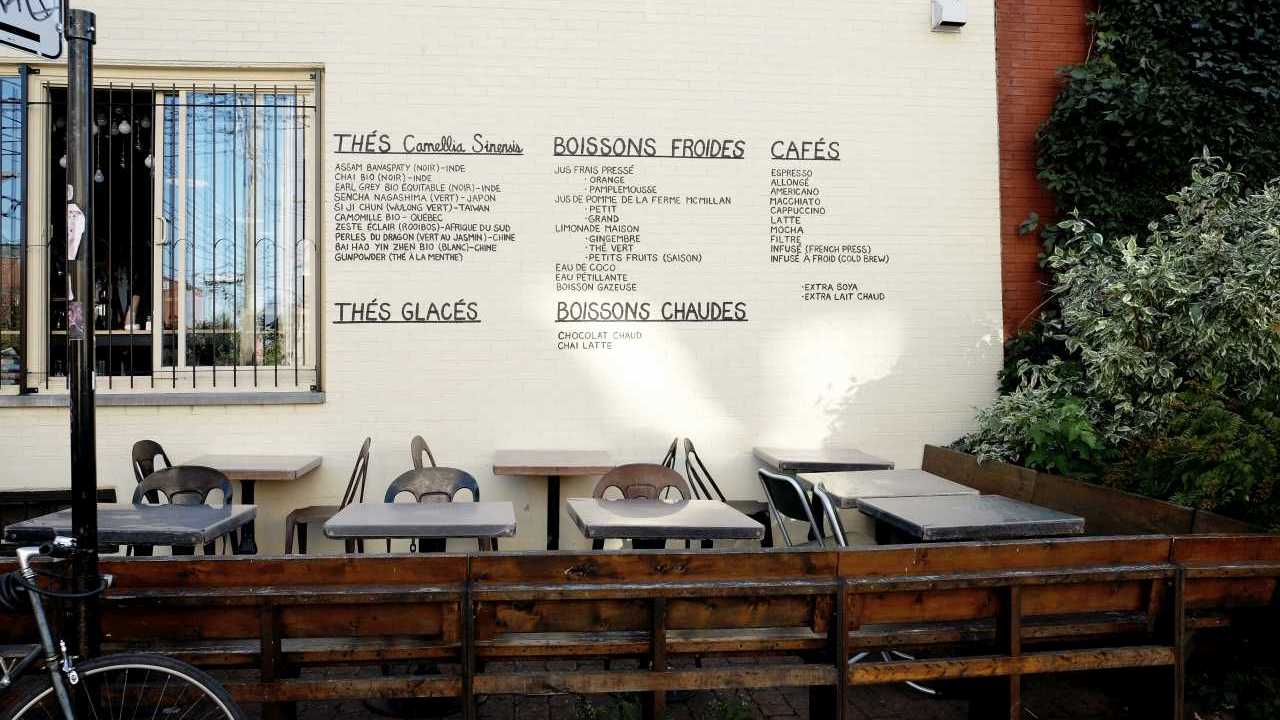 THÉS Camellia Sinensis
ASSAM BANASPATY (NOIR)-INDE
CHAI BIO (NOIR)-INDE
EARL GREY BIO ÉQUITABLE (NOIR)-INDE
SENCHA NAGASHIMA (VERT)-JAPON
SI JI CHUN (WULONG VERT)-TAIWAN
CAMOMILLE BIO - QUÉBEC
ZESTE ÉCLAIR (ROOIBOS)-AFRIQUE DU SUD
PERLES DU DRAGON (VERT AU JASMIN)-CHINE
BAI HAO YIN ZHEN BIO (BLANC)-CHINE
GUNPOWDER (THÉ À LA MENTHE)
THÉS GLACÉS
BOISSONS FROIDES
JUS FRAIS PRESSÉ
·ORANGE
·PAMPLEMOUSSE
JUS DE POMME DE LA FERME MCMILLAN
·PETIT
·GRAND
LIMONADE MAISON
·GINGEMBRE
·THÉ VERT
·PETITS FRUITS (SAISON)
EAU DE COCO
EAU PÉTILLANTE
BOISSON GAZEUSE
BOISSONS CHAUDES
CHOCOLAT CHAUD
CHAI LATTE
CAFÉS
ESPRESSO
ALLONGÉ
AMERICANO
MACCHIATO
CAPPUCCINO
LATTE
MOCHA
FILTRE
INFUSÉ (FRENCH PRESS)
INFUSÉ À FROID (COLD BREW)
·EXTRA SOYA
·EXTRA LAIT CHAUD